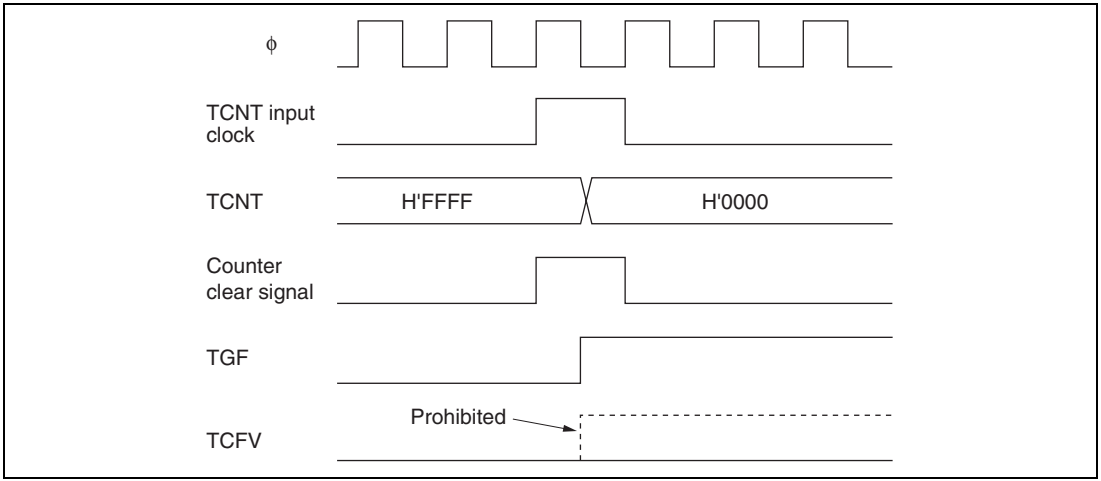 ϕ
TCNT input
clock
TCNT
H'FFFF
H'0000
Counter
clear signal
TGF
Prohibited
TCFV